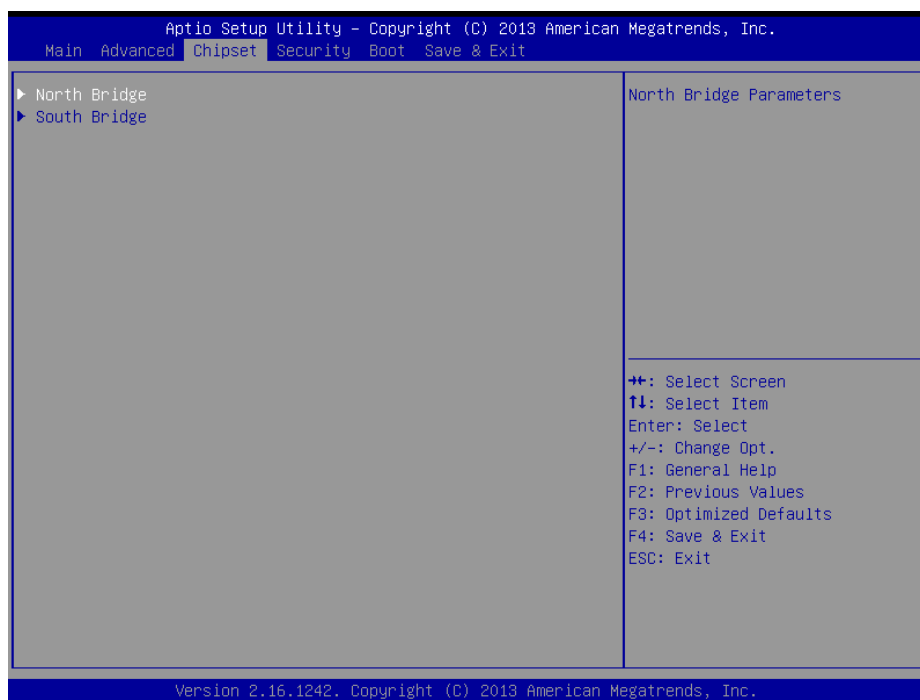 Aptio Setup Utility – Copyright (C) 2013 American Megatrends, Inc.
Main Advanced Chipset Security Boot Save & Exit
▶ North Bridge
▶ South Bridge
North Bridge Parameters
→←: Select Screen
↑↓: Select Item
Enter: Select
+/-: Change Opt.
F1: General Help
F2: Previous Values
F3: Optimized Defaults
F4: Save & Exit
ESC: Exit
Version 2.16.1242. Copyright (C) 2013 American Megatrends, Inc.